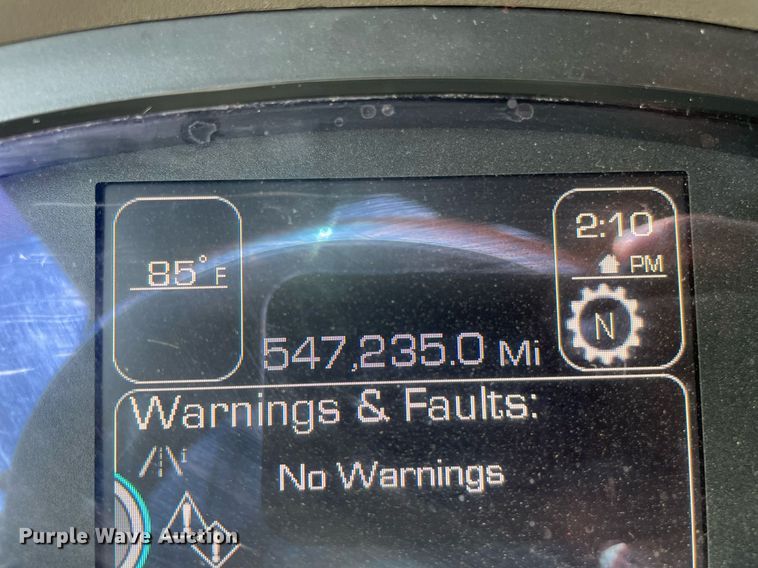 2:10
PM
85° F
N
547,235.0 Mi
Warnings & Faults:
No Warnings
Purple Wave Auction